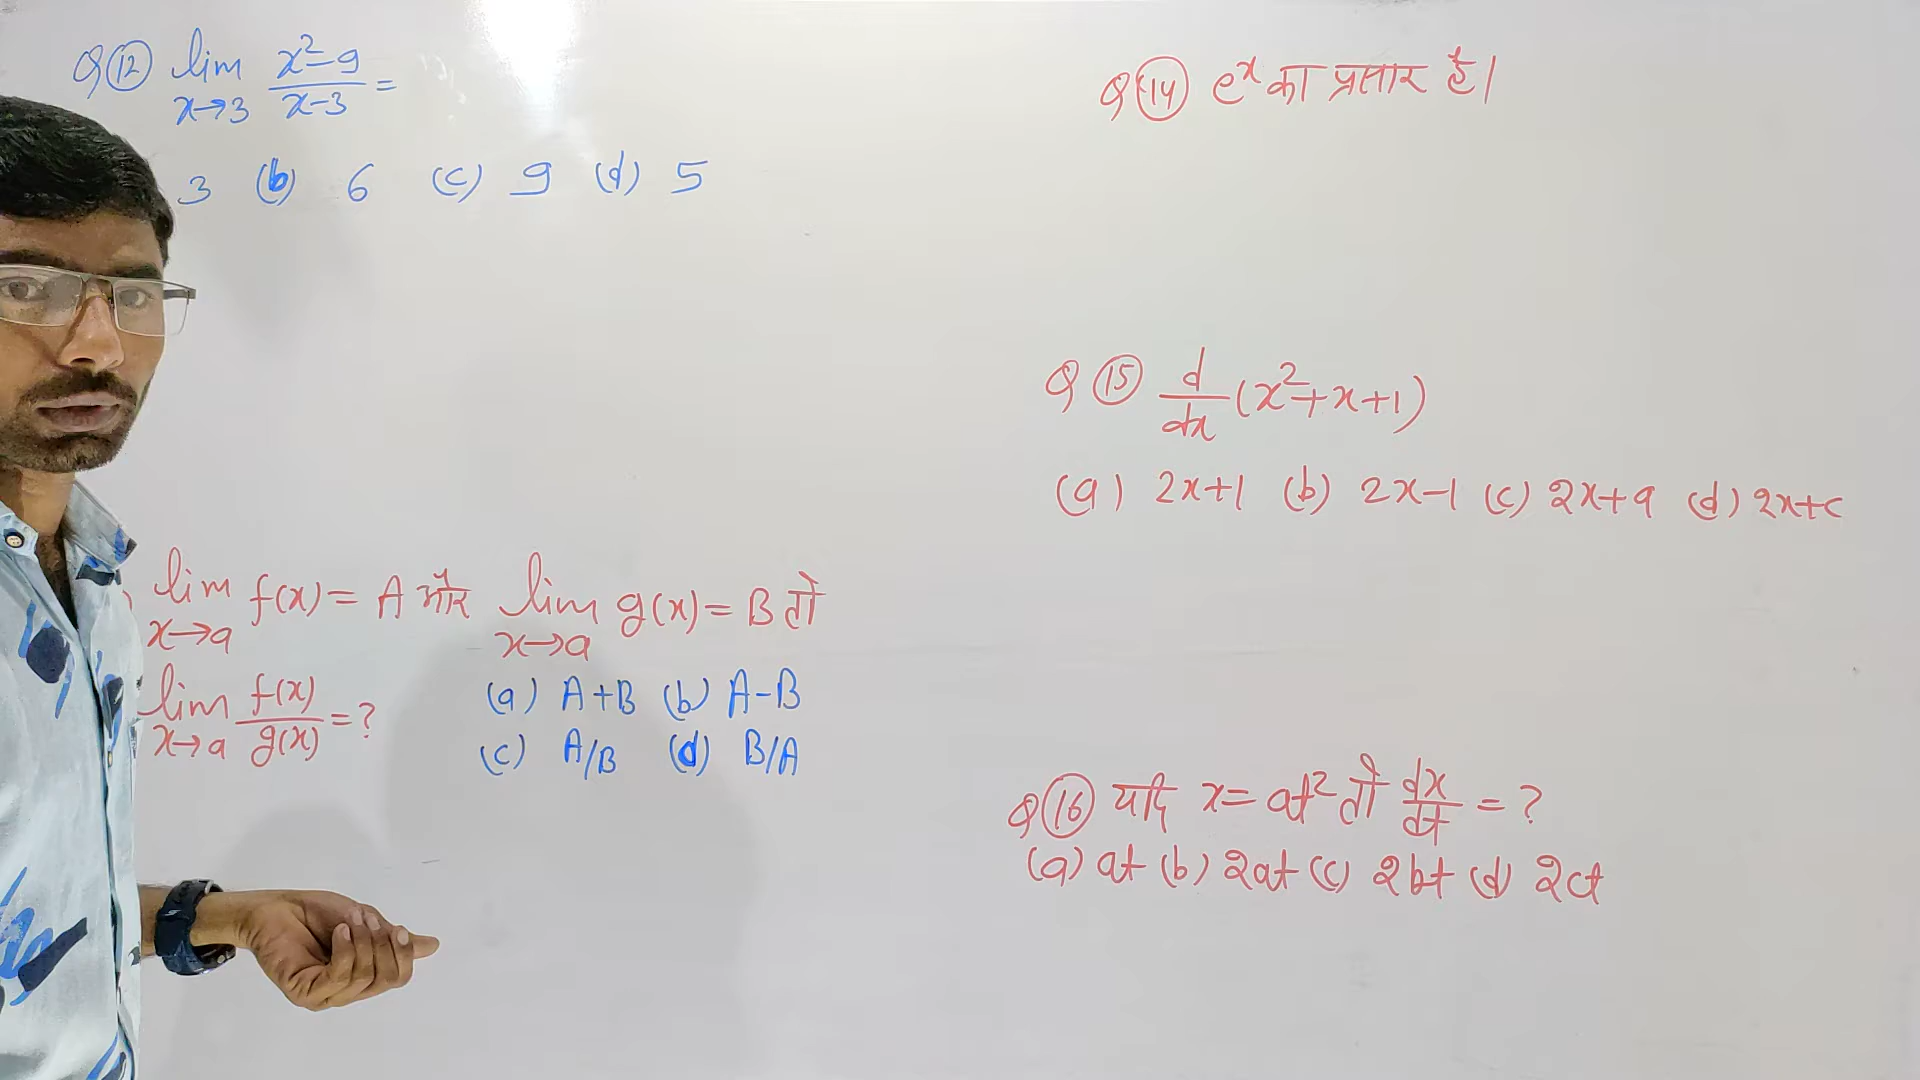 Q(12) lim x→3 x²-9/x-3 =
3 (b) 6 (c) 9 (d) 5
lim x→a f(x) = A और lim x→a g(x) = B तो
lim x→a f(x)/g(x) = ?
(a) A+B (b) A-B
(c) A/B (d) B/A
Q(14) eˣ का प्रसार है।
Q(15) d/dx (x²+x+1)
(a) 2x+1 (b) 2x-1 (c) 2x+a (d) 2x+c
Q(16) यदि x = at² तो dx/dt = ?
(a) at (b) 2at (c) 2bt (d) 2ct